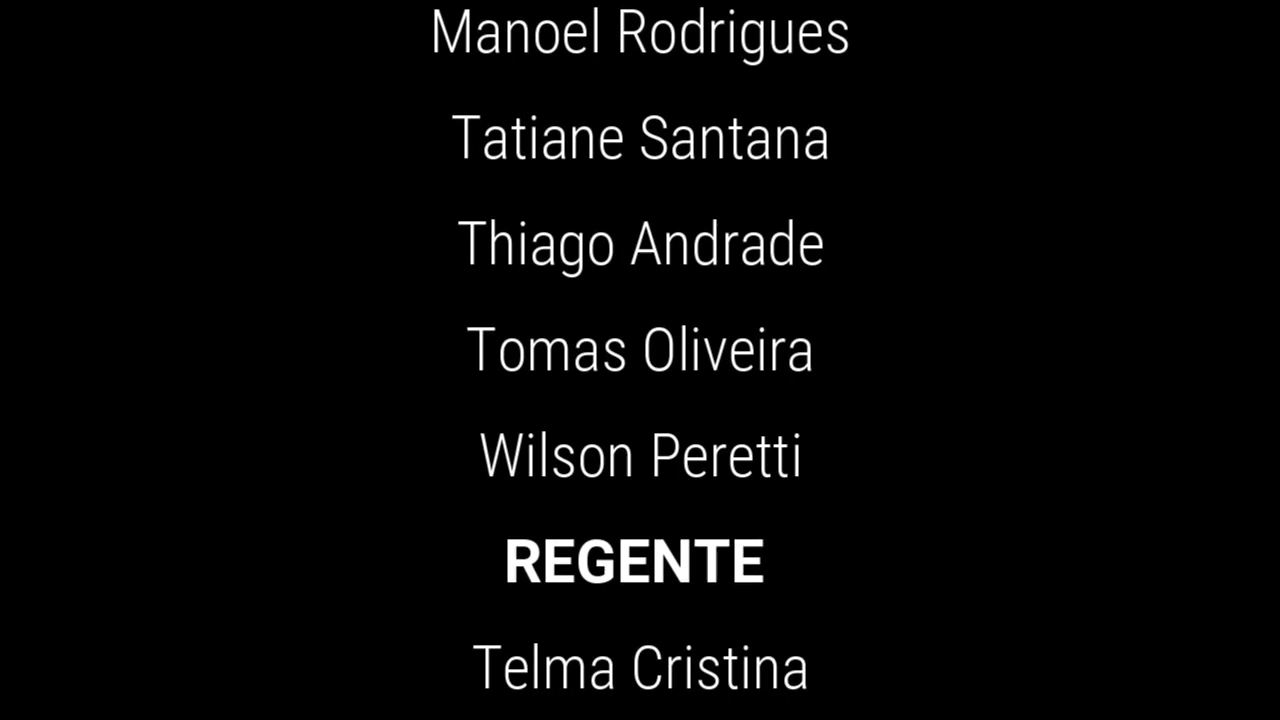 Manoel Rodrigues
Tatiane Santana
Thiago Andrade
Tomas Oliveira
Wilson Peretti
REGENTE
Telma Cristina